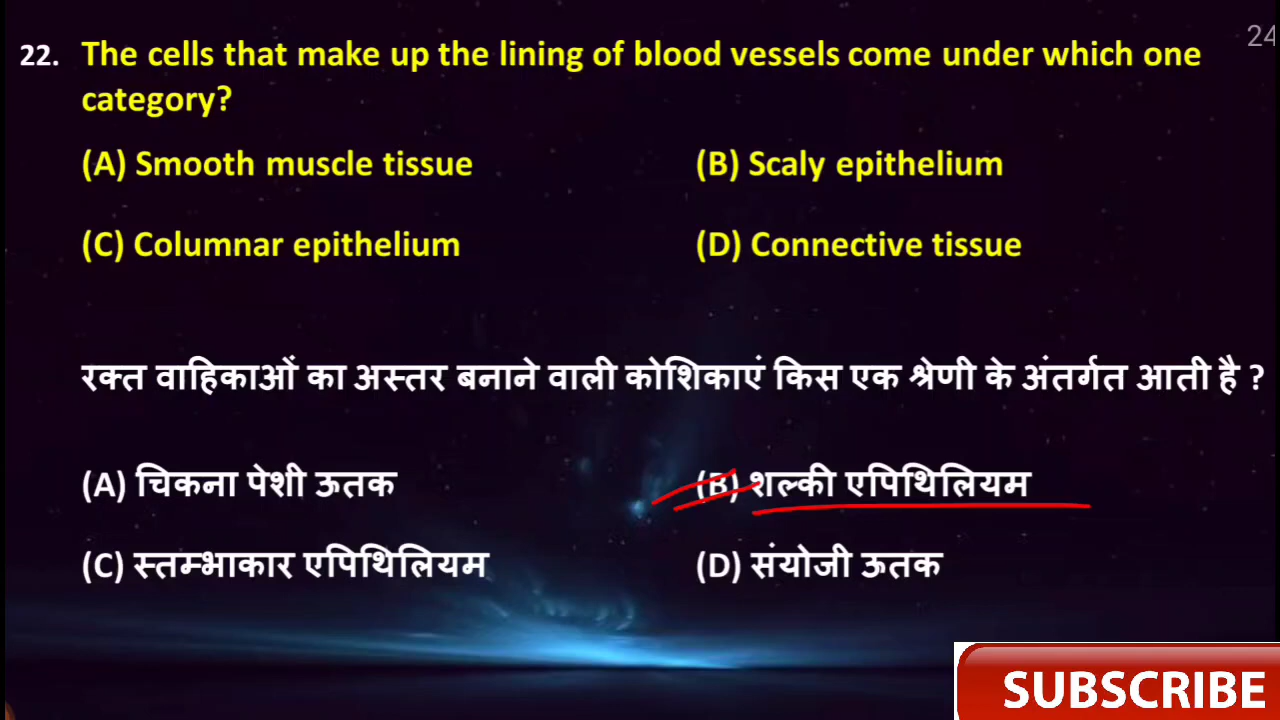 24
22. The cells that make up the lining of blood vessels come under which one
category?
(A) Smooth muscle tissue
(B) Scaly epithelium
(C) Columnar epithelium
(D) Connective tissue
रक्त वाहिकाओं का अस्तर बनाने वाली कोशिकाएं किस एक श्रेणी के अंतर्गत आती है ?
(A) चिकना पेशी ऊतक
(B) शल्की एपिथिलियम
(C) स्तम्भाकार एपिथिलियम
(D) संयोजी ऊतक
SUBSCRIBE